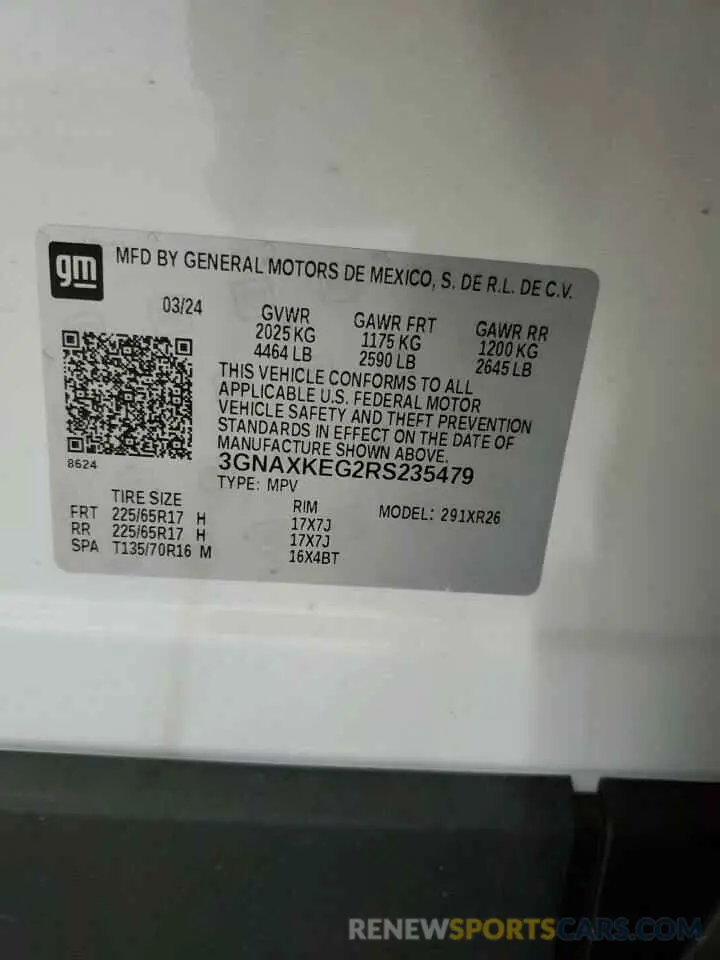 gm
MFD BY GENERAL MOTORS DE MEXICO, S. DE R.L. DE C.V.
03/24
GVWR GAWR FRT GAWR RR
2025 KG 1175 KG 1200 KG
4464 LB 2590 LB 2645 LB
THIS VEHICLE CONFORMS TO ALL
APPLICABLE U.S. FEDERAL MOTOR
VEHICLE SAFETY AND THEFT PREVENTION
STANDARDS IN EFFECT ON THE DATE OF
MANUFACTURE SHOWN ABOVE.
8624
3GNAXKEG2RS235479
TYPE: MPV
TIRE SIZE RIM MODEL: 291XR26
FRT 225/65R17 H 17X7J
RR 225/65R17 H 17X7J
SPA T135/70R16 M 16X4BT
RENEWSPORTSCARS.COM